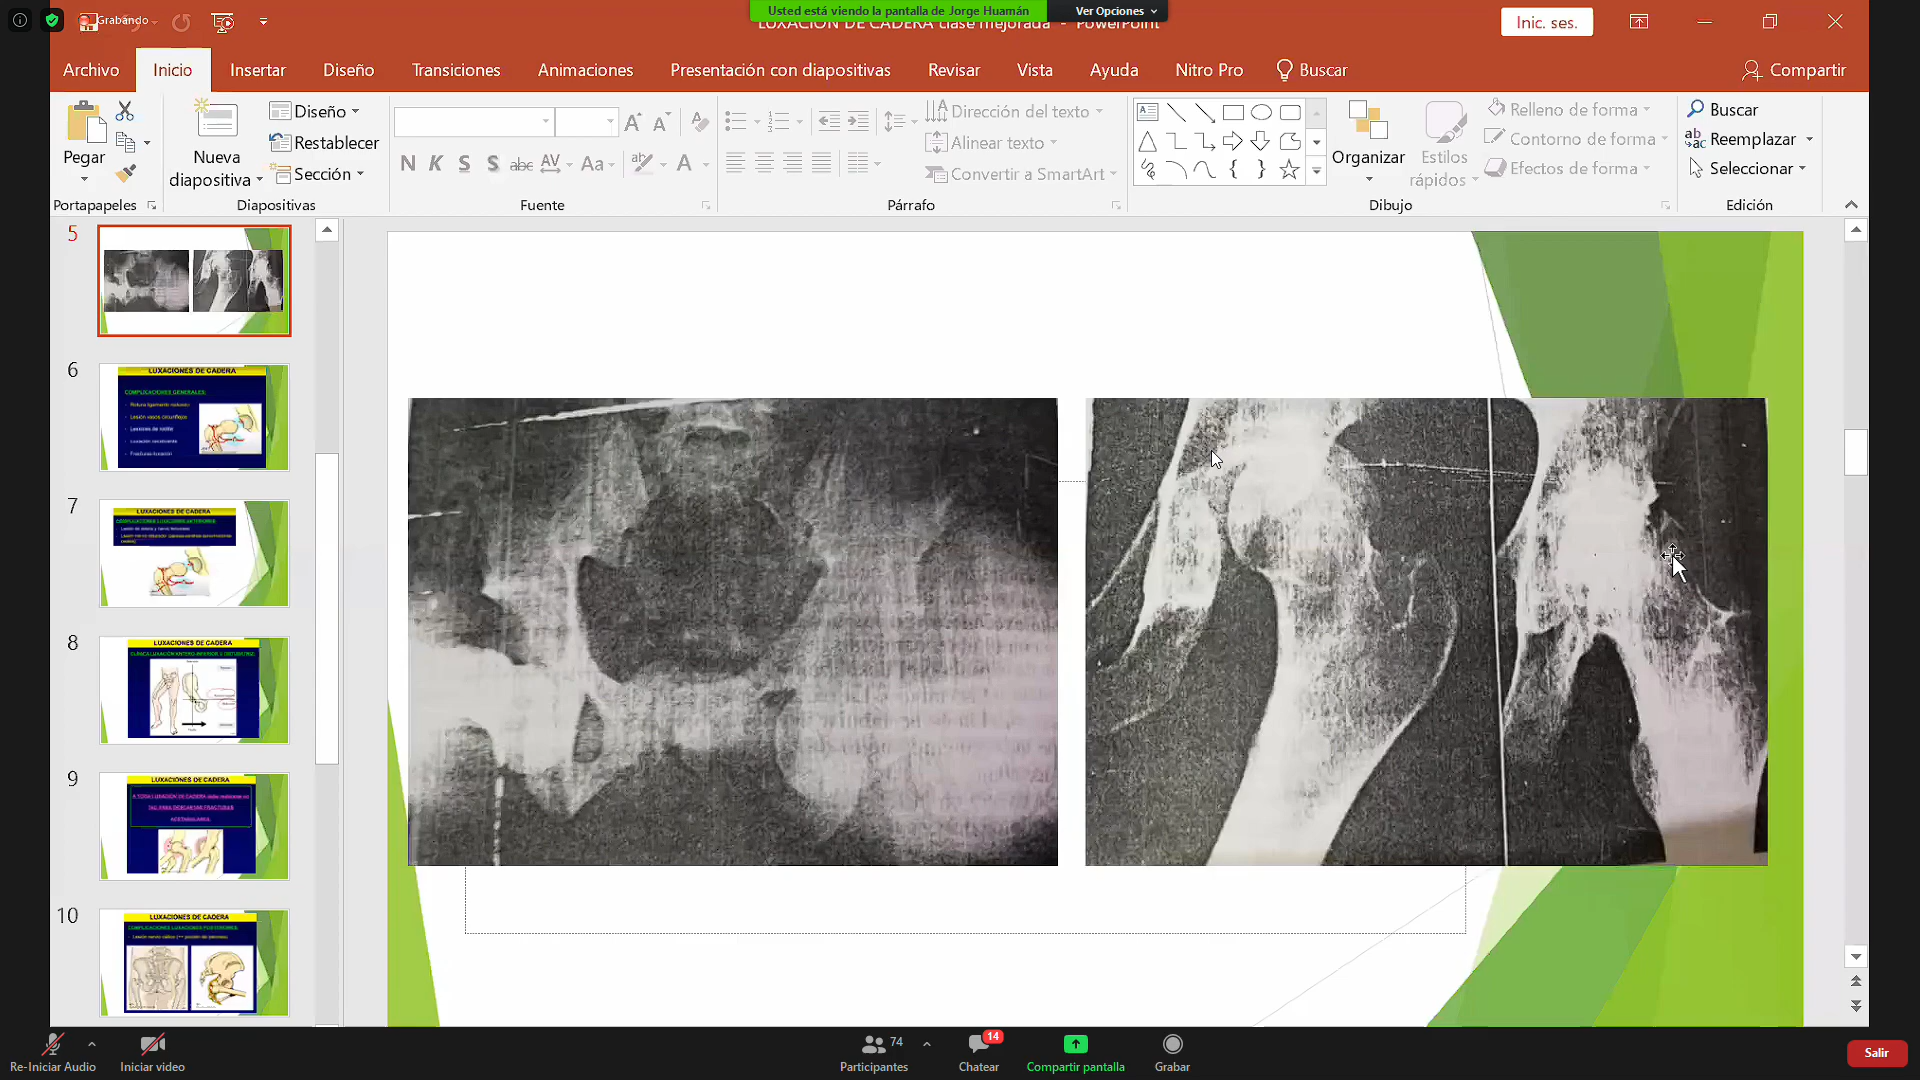 Grabando
Usted está viendo la pantalla de Jorge Huamán
Ver Opciones
LUXACION DE CADERA clase mejorada - PowerPoint
Inic. ses.
Archivo
Inicio
Insertar
Diseño
Transiciones
Animaciones
Presentación con diapositivas
Revisar
Vista
Ayuda
Nitro Pro
Buscar
Compartir
Pegar
Portapapeles
Nueva
diapositiva
Diseño
Restablecer
Sección
Diapositivas
N K S S abc AV Aa A
Fuente
Dirección del texto
Alinear texto
Convertir a SmartArt
Párrafo
Organizar
Estilos
rápidos
Relleno de forma
Contorno de forma
Efectos de forma
Dibujo
Buscar
Reemplazar
Seleccionar
Edición
5
6
LUXACIONES DE CADERA
COMPLICACIONES GENERALES:
7
LUXACIONES DE CADERA
8
LUXACIONES DE CADERA
9
LUXACIONES DE CADERA
10
LUXACIONES DE CADERA
Re-Iniciar Audio
Iniciar video
74
Participantes
14
Chatear
Compartir pantalla
Grabar
Salir